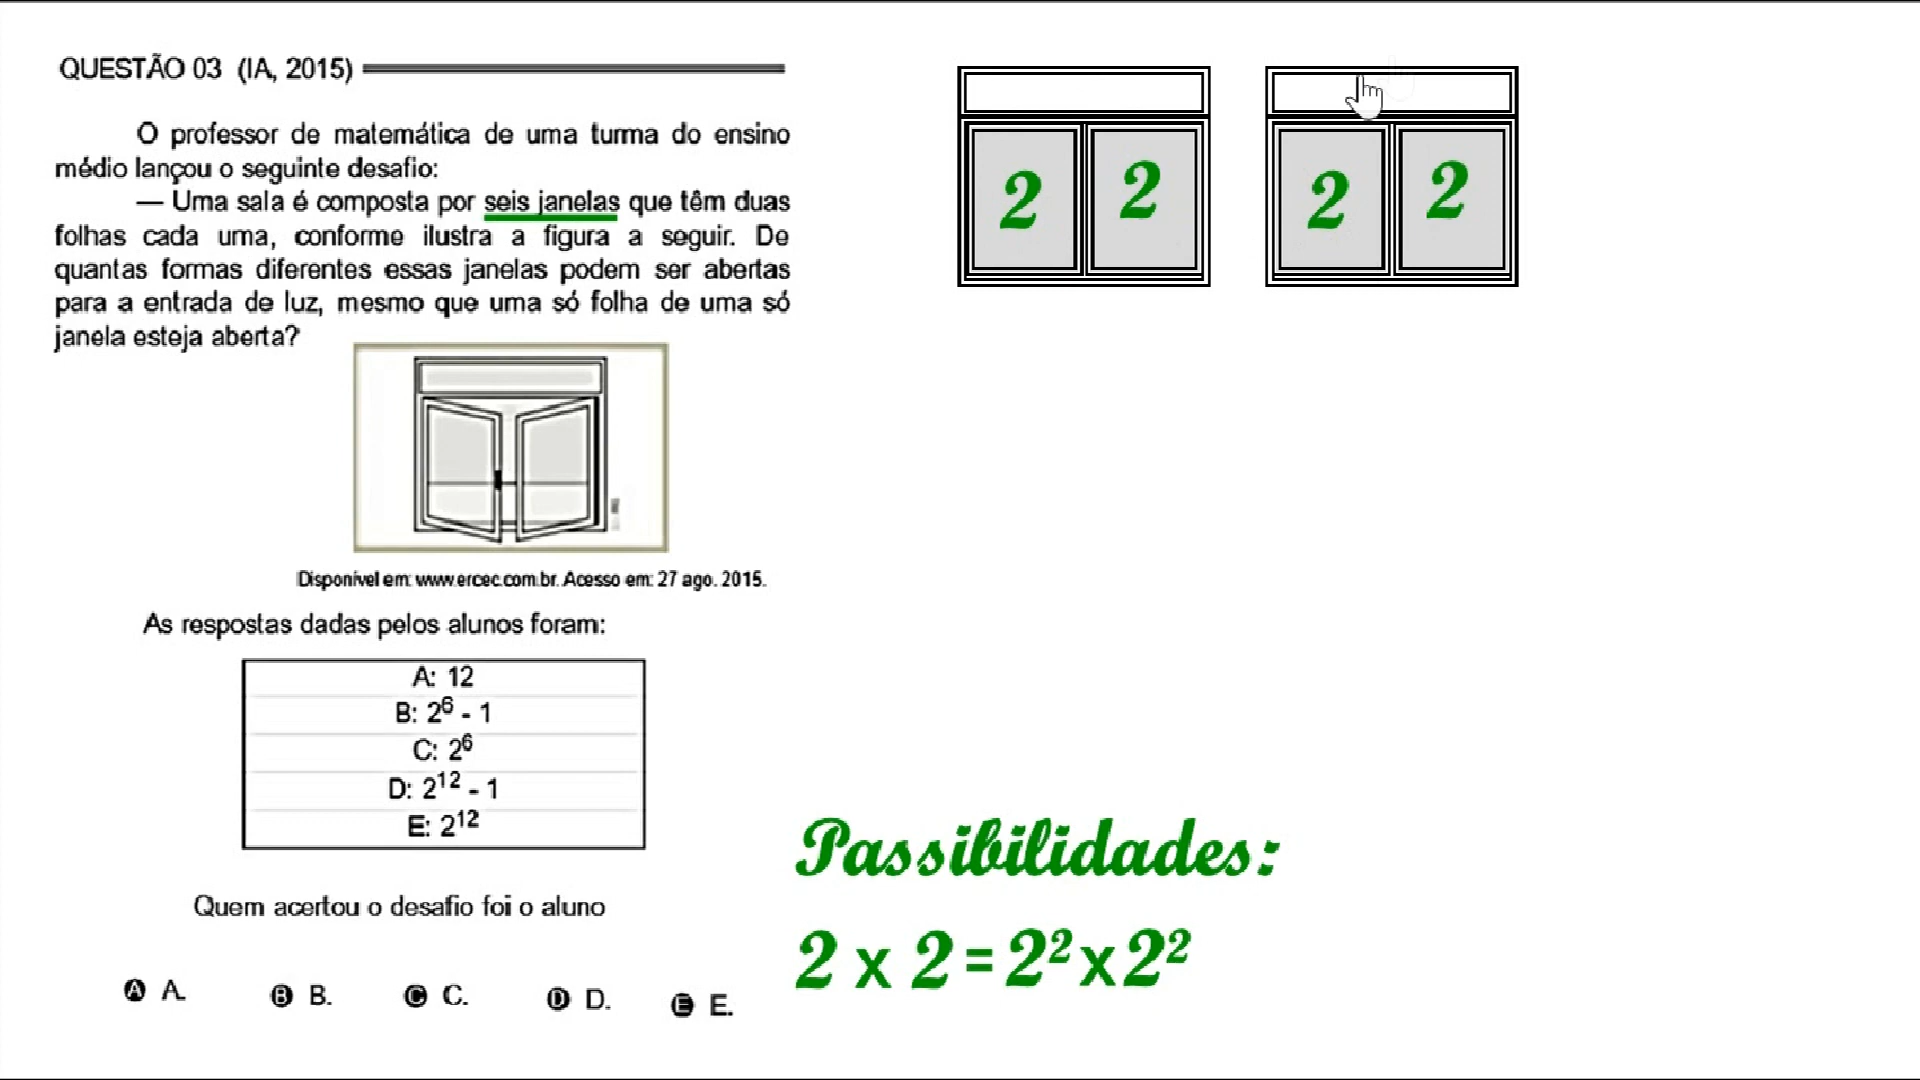 QUESTÃO 03 (IA, 2015)
O professor de matemática de uma turma do ensino
médio lançou o seguinte desafio:
— Uma sala é composta por seis janelas que têm duas
folhas cada uma, conforme ilustra a figura a seguir. De
quantas formas diferentes essas janelas podem ser abertas
para a entrada de luz, mesmo que uma só folha de uma só
janela esteja aberta?
Disponível em: www.ercec.com.br. Acesso em: 27 ago. 2015.
As respostas dadas pelos alunos foram:
A: 12
B: 2⁶ - 1
C: 2⁶
D: 2¹² - 1
E: 2¹²
Quem acertou o desafio foi o aluno
A A. B B. C C. D D. E E.
2 2 2 2
Passibilidades:
2 x 2 = 2² x 2²